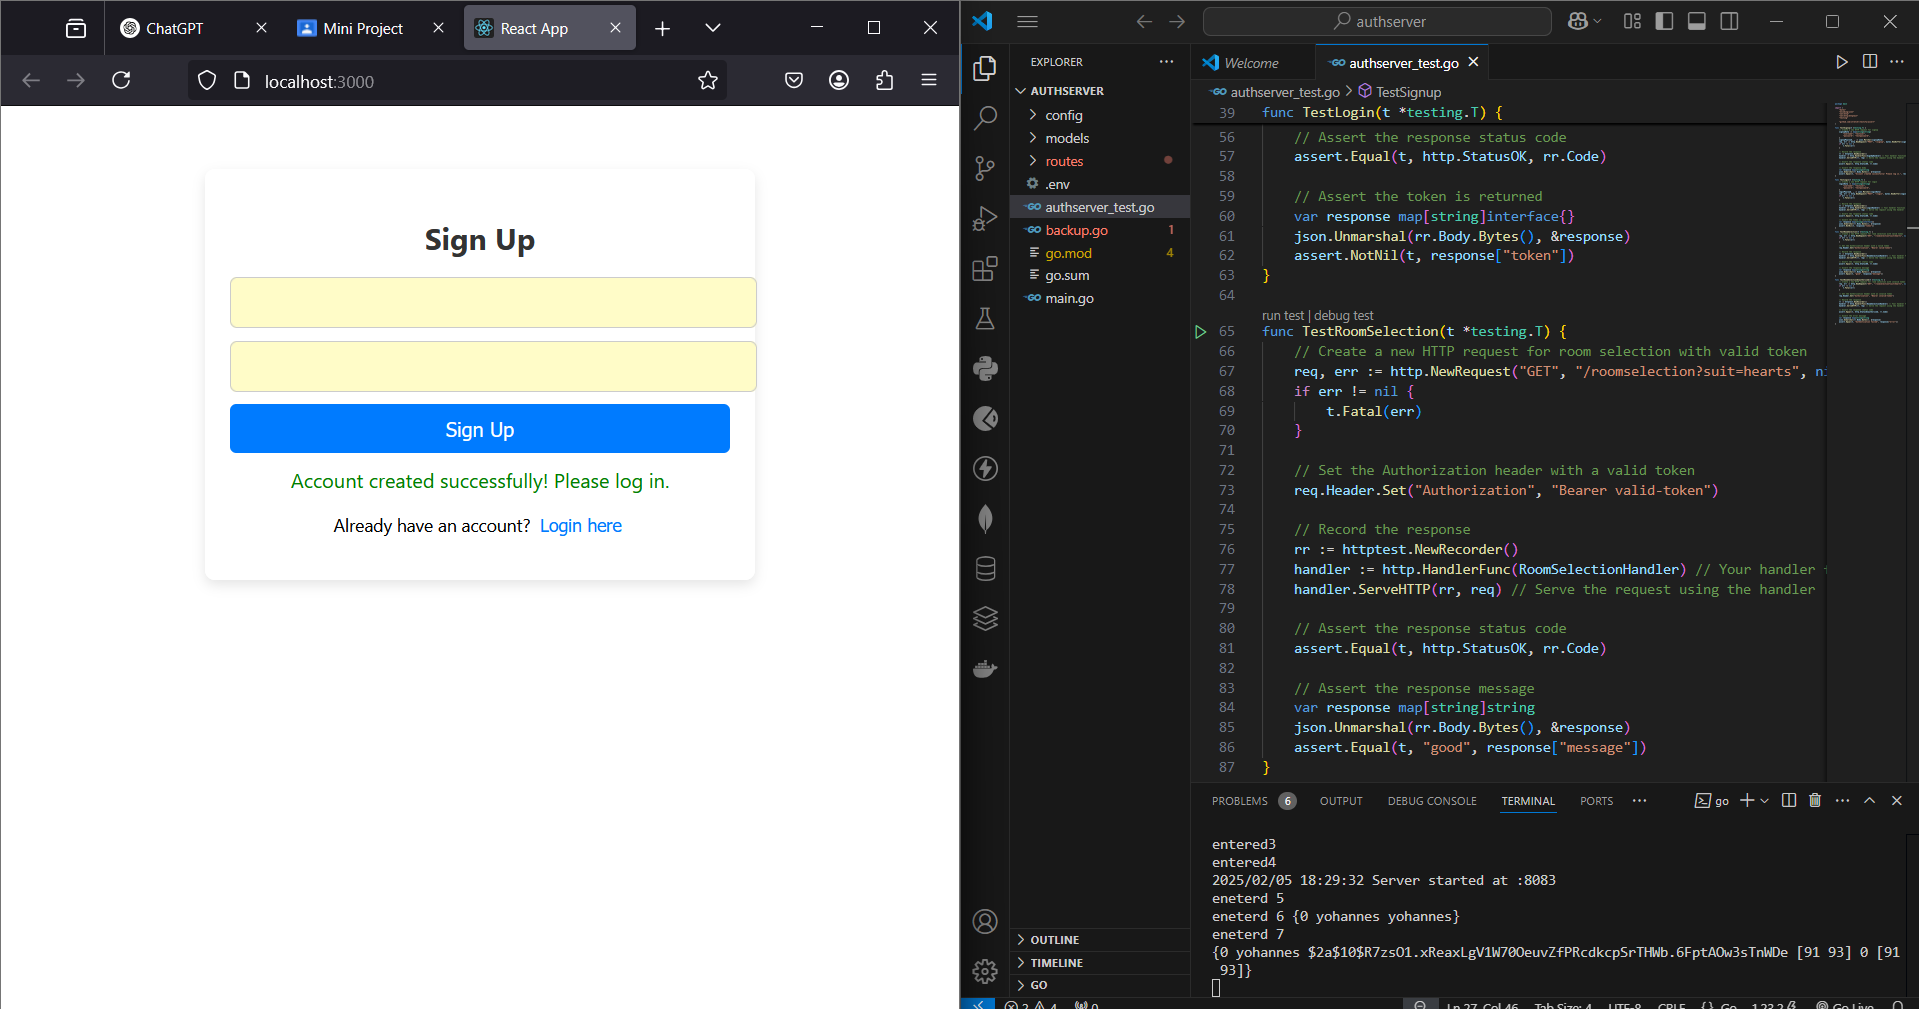 ChatGPT
Mini Project
React App
localhost:3000
Sign Up
Sign Up
Account created successfully! Please log in.
Already have an account? Login here
authserver
EXPLORER
AUTHSERVER
config
models
routes
.env
authserver_test.go
backup.go 1
go.mod 4
go.sum
main.go
OUTLINE
TIMELINE
GO
Welcome
authserver_test.go
authserver_test.go > TestSignup
39 func TestLogin(t *testing.T) {
56 // Assert the response status code
57 assert.Equal(t, http.StatusOK, rr.Code)
58
59 // Assert the token is returned
60 var response map[string]interface{}
61 json.Unmarshal(rr.Body.Bytes(), &response)
62 assert.NotNil(t, response["token"])
63 }
64
run test | debug test
65 func TestRoomSelection(t *testing.T) {
66 // Create a new HTTP request for room selection with valid token
67 req, err := http.NewRequest("GET", "/roomselection?suit=hearts", ni
68 if err != nil {
69 t.Fatal(err)
70 }
71
72 // Set the Authorization header with a valid token
73 req.Header.Set("Authorization", "Bearer valid-token")
74
75 // Record the response
76 rr := httptest.NewRecorder()
77 handler := http.HandlerFunc(RoomSelectionHandler) // Your handler
78 handler.ServeHTTP(rr, req) // Serve the request using the handler
79
80 // Assert the response status code
81 assert.Equal(t, http.StatusOK, rr.Code)
82
83 // Assert the response message
84 var response map[string]string
85 json.Unmarshal(rr.Body.Bytes(), &response)
86 assert.Equal(t, "good", response["message"])
87 }
PROBLEMS 6 OUTPUT DEBUG CONSOLE TERMINAL PORTS
go
entered3
entered4
2025/02/05 18:29:32 Server started at :8083
eneterd 5
eneterd 6 {0 yohannes yohannes}
eneterd 7
{0 yohannes $2a$10$R7zsO1.xReaxLgV1W70OeuvZfPRcdkcpSrTHWb.6FptAOw3sTnWDe [91 93] 0 [91
93]}
Ln 27, Col 46 Tab Size: 4 UTF-8 CRLF Go 1.23.2 Go Live